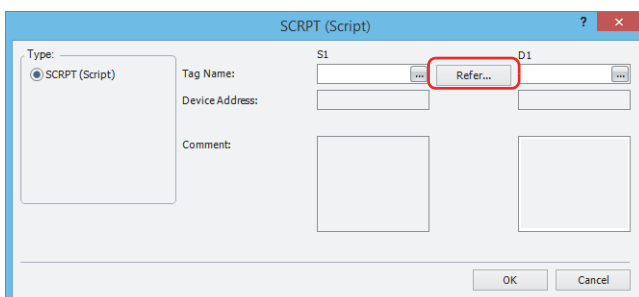 SCRPT (Script)
? ×
Type:
SCRPT (Script)
S1
D1
Tag Name:
...
Refer...
...
Device Address:
Comment:
OK
Cancel